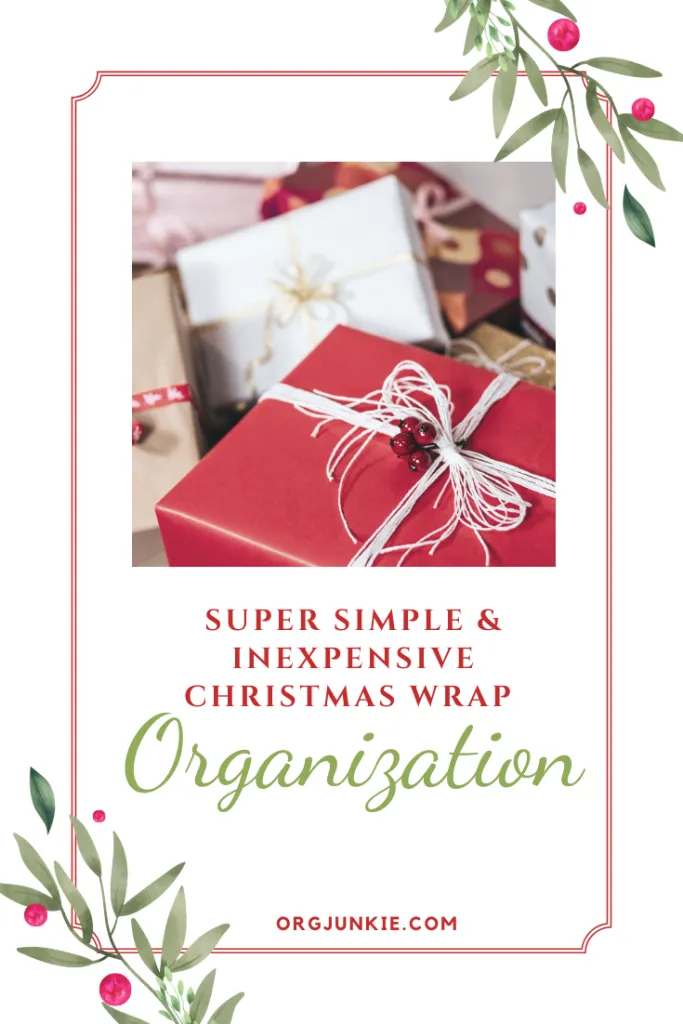 SUPER SIMPLE &
INEXPENSIVE
CHRISTMAS WRAP
Organization
ORGJUNKIE.COM